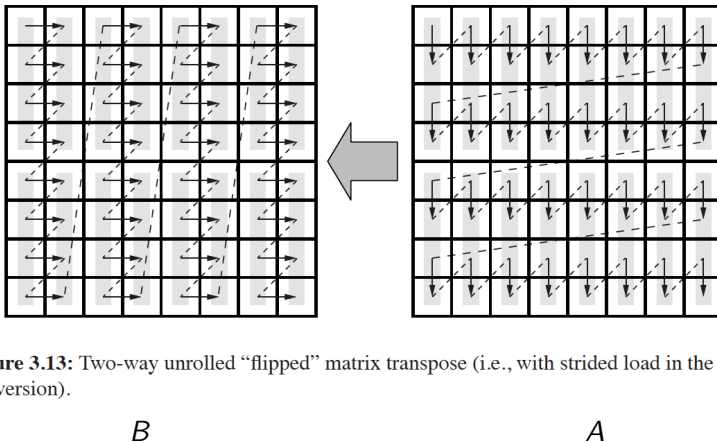 ure 3.13: Two-way unrolled “flipped” matrix transpose (i.e., with strided load in the
version).
B A